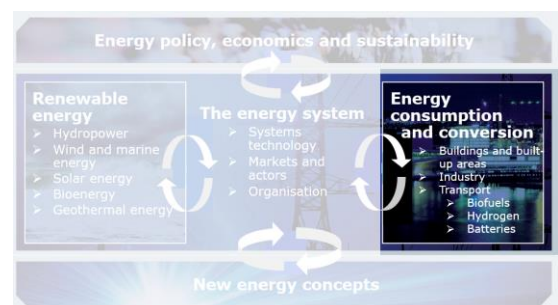 Energy policy, economics and sustainability
Renewable
energy
Hydropower
Wind and marine
energy
Solar energy
Bioenergy
Geothermal energy
The energy system
Systems
technology
Markets and
actors
Organisation
Energy
consumption
and conversion
Buildings and built-
up areas
Industry
Transport
Biofuels
Hydrogen
Batteries
New energy concepts